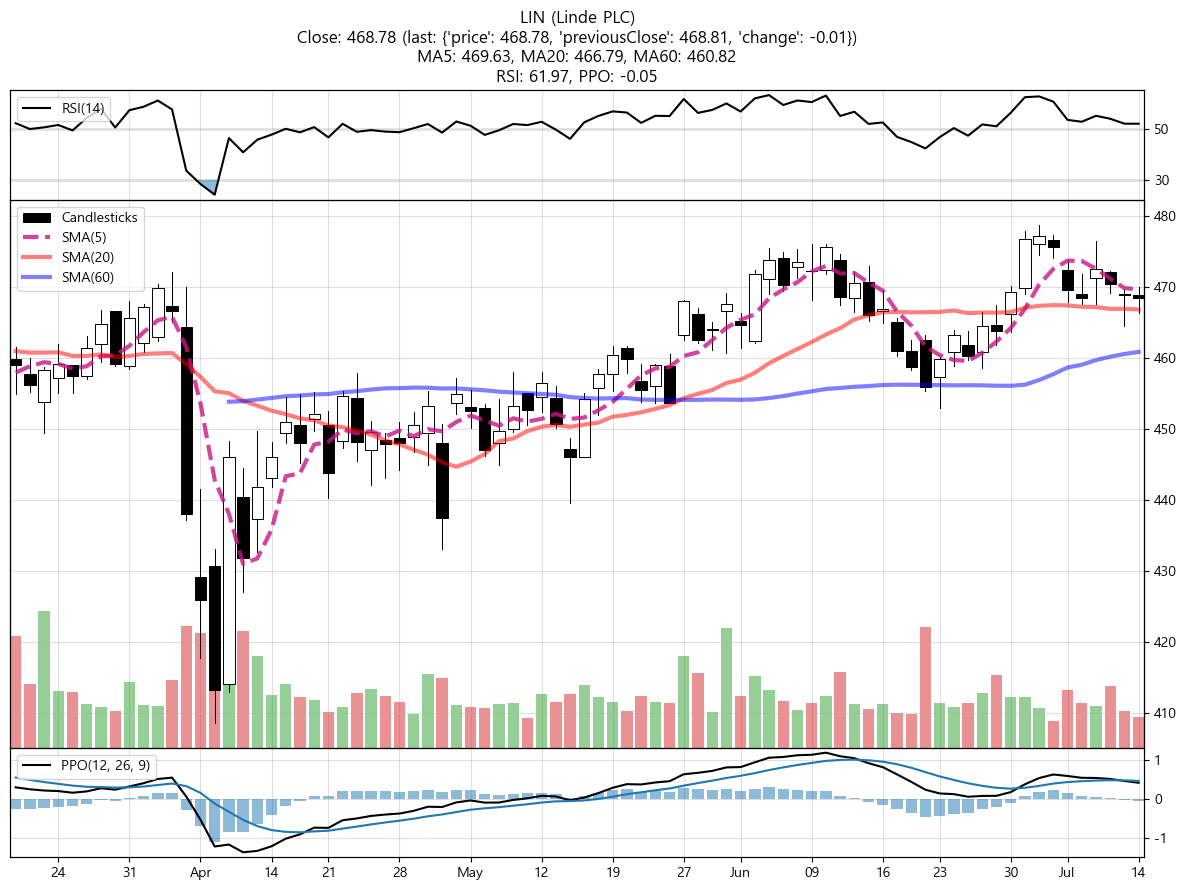 LIN (Linde PLC)
Close: 468.78 (last: {'price': 468.78, 'previousClose': 468.81, 'change': -0.01})
MA5: 469.63, MA20: 466.79, MA60: 460.82
RSI: 61.97, PPO: -0.05
RSI(14)
50
30
Candlesticks
SMA(5)
SMA(20)
SMA(60)
480
470
460
450
440
430
420
410
PPO(12, 26, 9)
1
0
-1
24 31 Apr 14 21 28 May 12 19 27 Jun 09 16 23 30 Jul 14